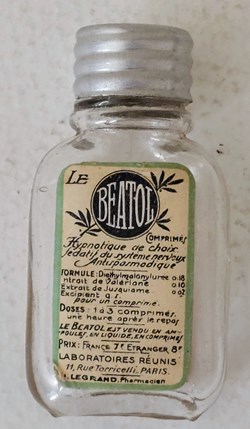 LE
BEATOL
COMPRIMÉS
Hypnotique de choix
Sédatif du système nerveux
Antispasmodique
FORMULE: Diethylmalonylurée 0.18
Extrait de Valériane 0.10
Extrait de Jusquiame 0.02
Excipient q.s.
pour un comprimé.
DOSES: 1 à 3 comprimés
une heure après le repas
LE BEATOL EST VENDU EN AM-
POULES, EN LIQUIDE, EN COMPRIMÉS
PRIX: FRANCE 7F ETRANGER 8F
LABORATOIRES RÉUNIS
11, Rue Torricelli. PARIS.
LEGRAND, Pharmacien